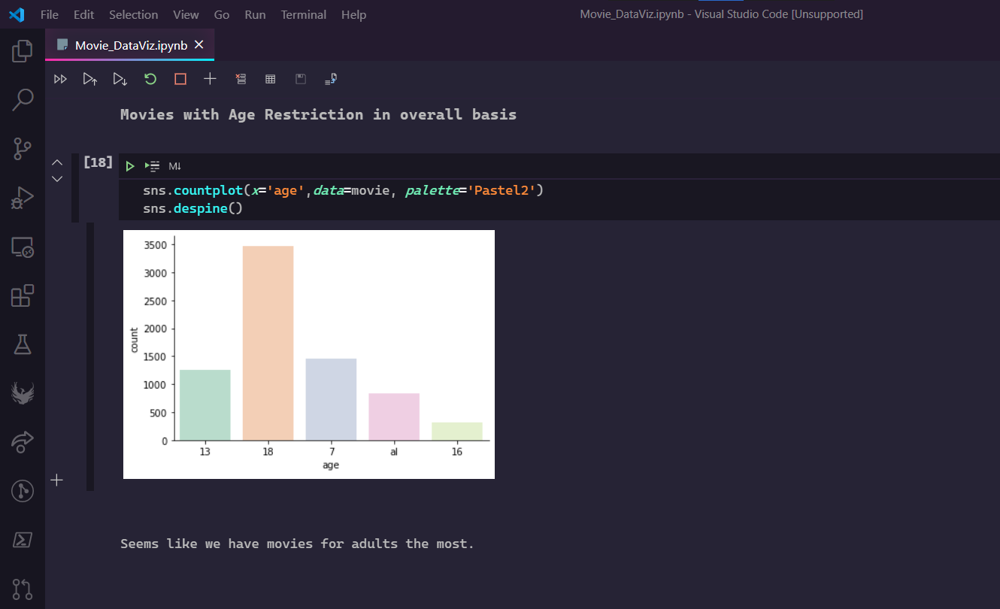 File Edit Selection View Go Run Terminal Help
Movie_DataViz.ipynb - Visual Studio Code [Unsupported]
Movie_DataViz.ipynb
Movies with Age Restriction in overall basis
[18]
M↓
sns.countplot(x='age',data=movie, palette='Pastel2')
sns.despine()
3500
3000
2500
2000
1500
1000
500
0
count
13 18 7 al 16
age
Seems like we have movies for adults the most.